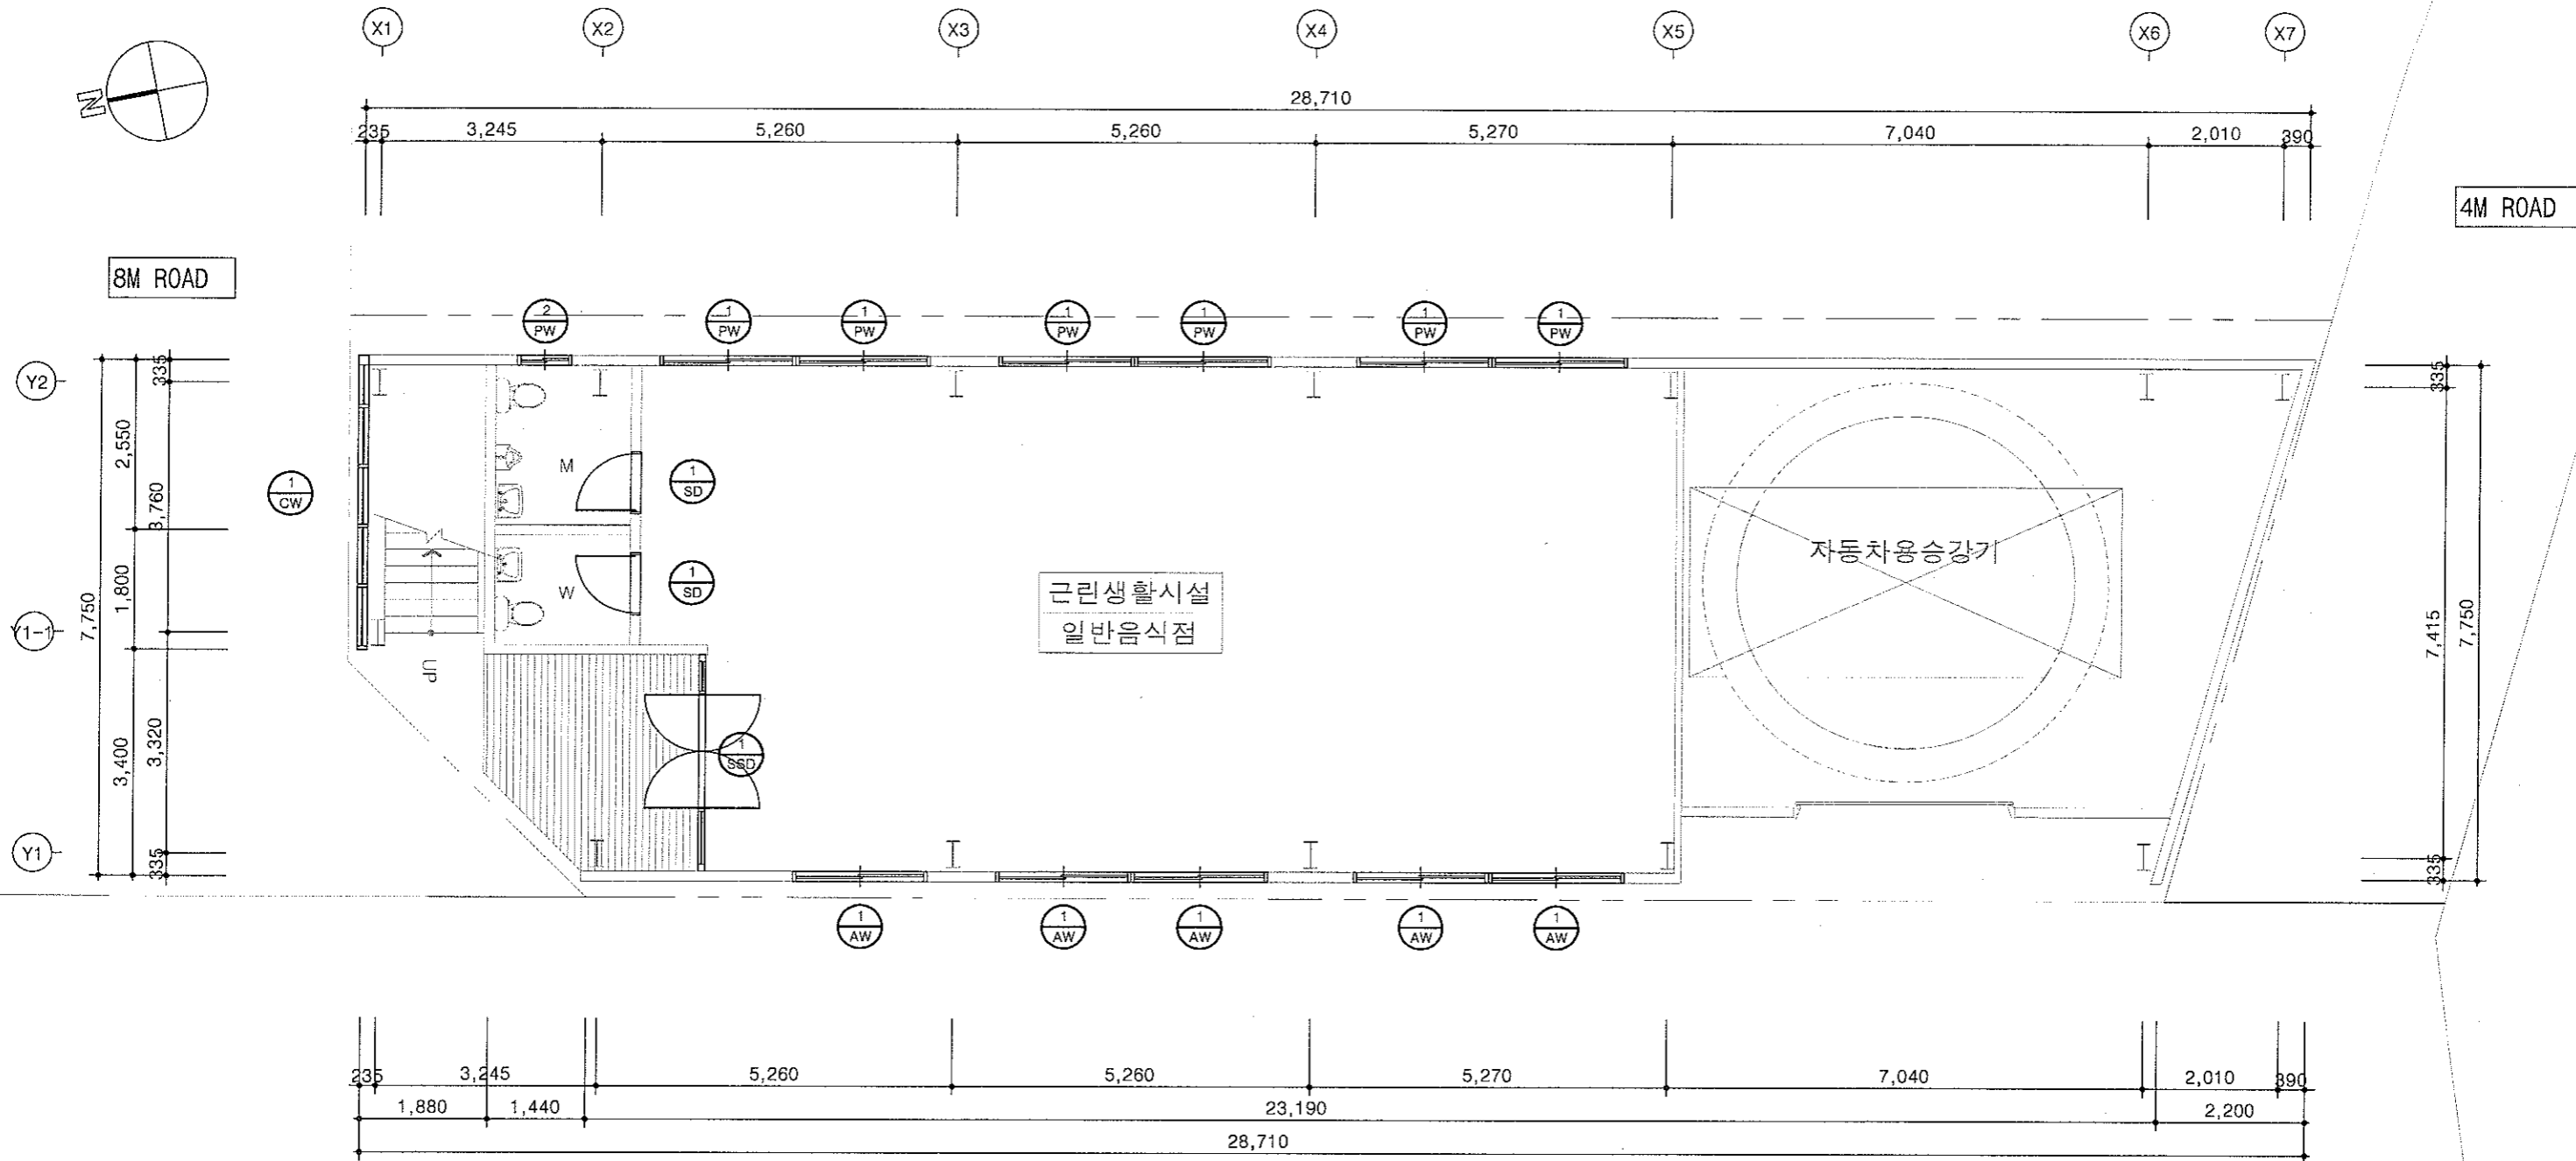 X1 X2 X3 X4 X5 X6 X7
N
28,710
235 3,245 5,260 5,260 5,270 7,040 2,010 390
4M ROAD
8M ROAD
2 PW
1 PW
1 PW
1 PW
1 PW
1 PW
1 PW
Y2
335
335
2,550
3,760
1 CW
M
1 SD
자동차용승강기
1,800
7,750
W
1 SD
근린생활시설
일반음식점
Y1-1
7,415
7,750
UP
3,400
3,320
1 SSD
Y1
335
335
1 AW
1 AW
1 AW
1 AW
1 AW
235 3,245 5,260 5,260 5,270 7,040 2,010 390
1,880 1,440 23,190 2,200
28,710